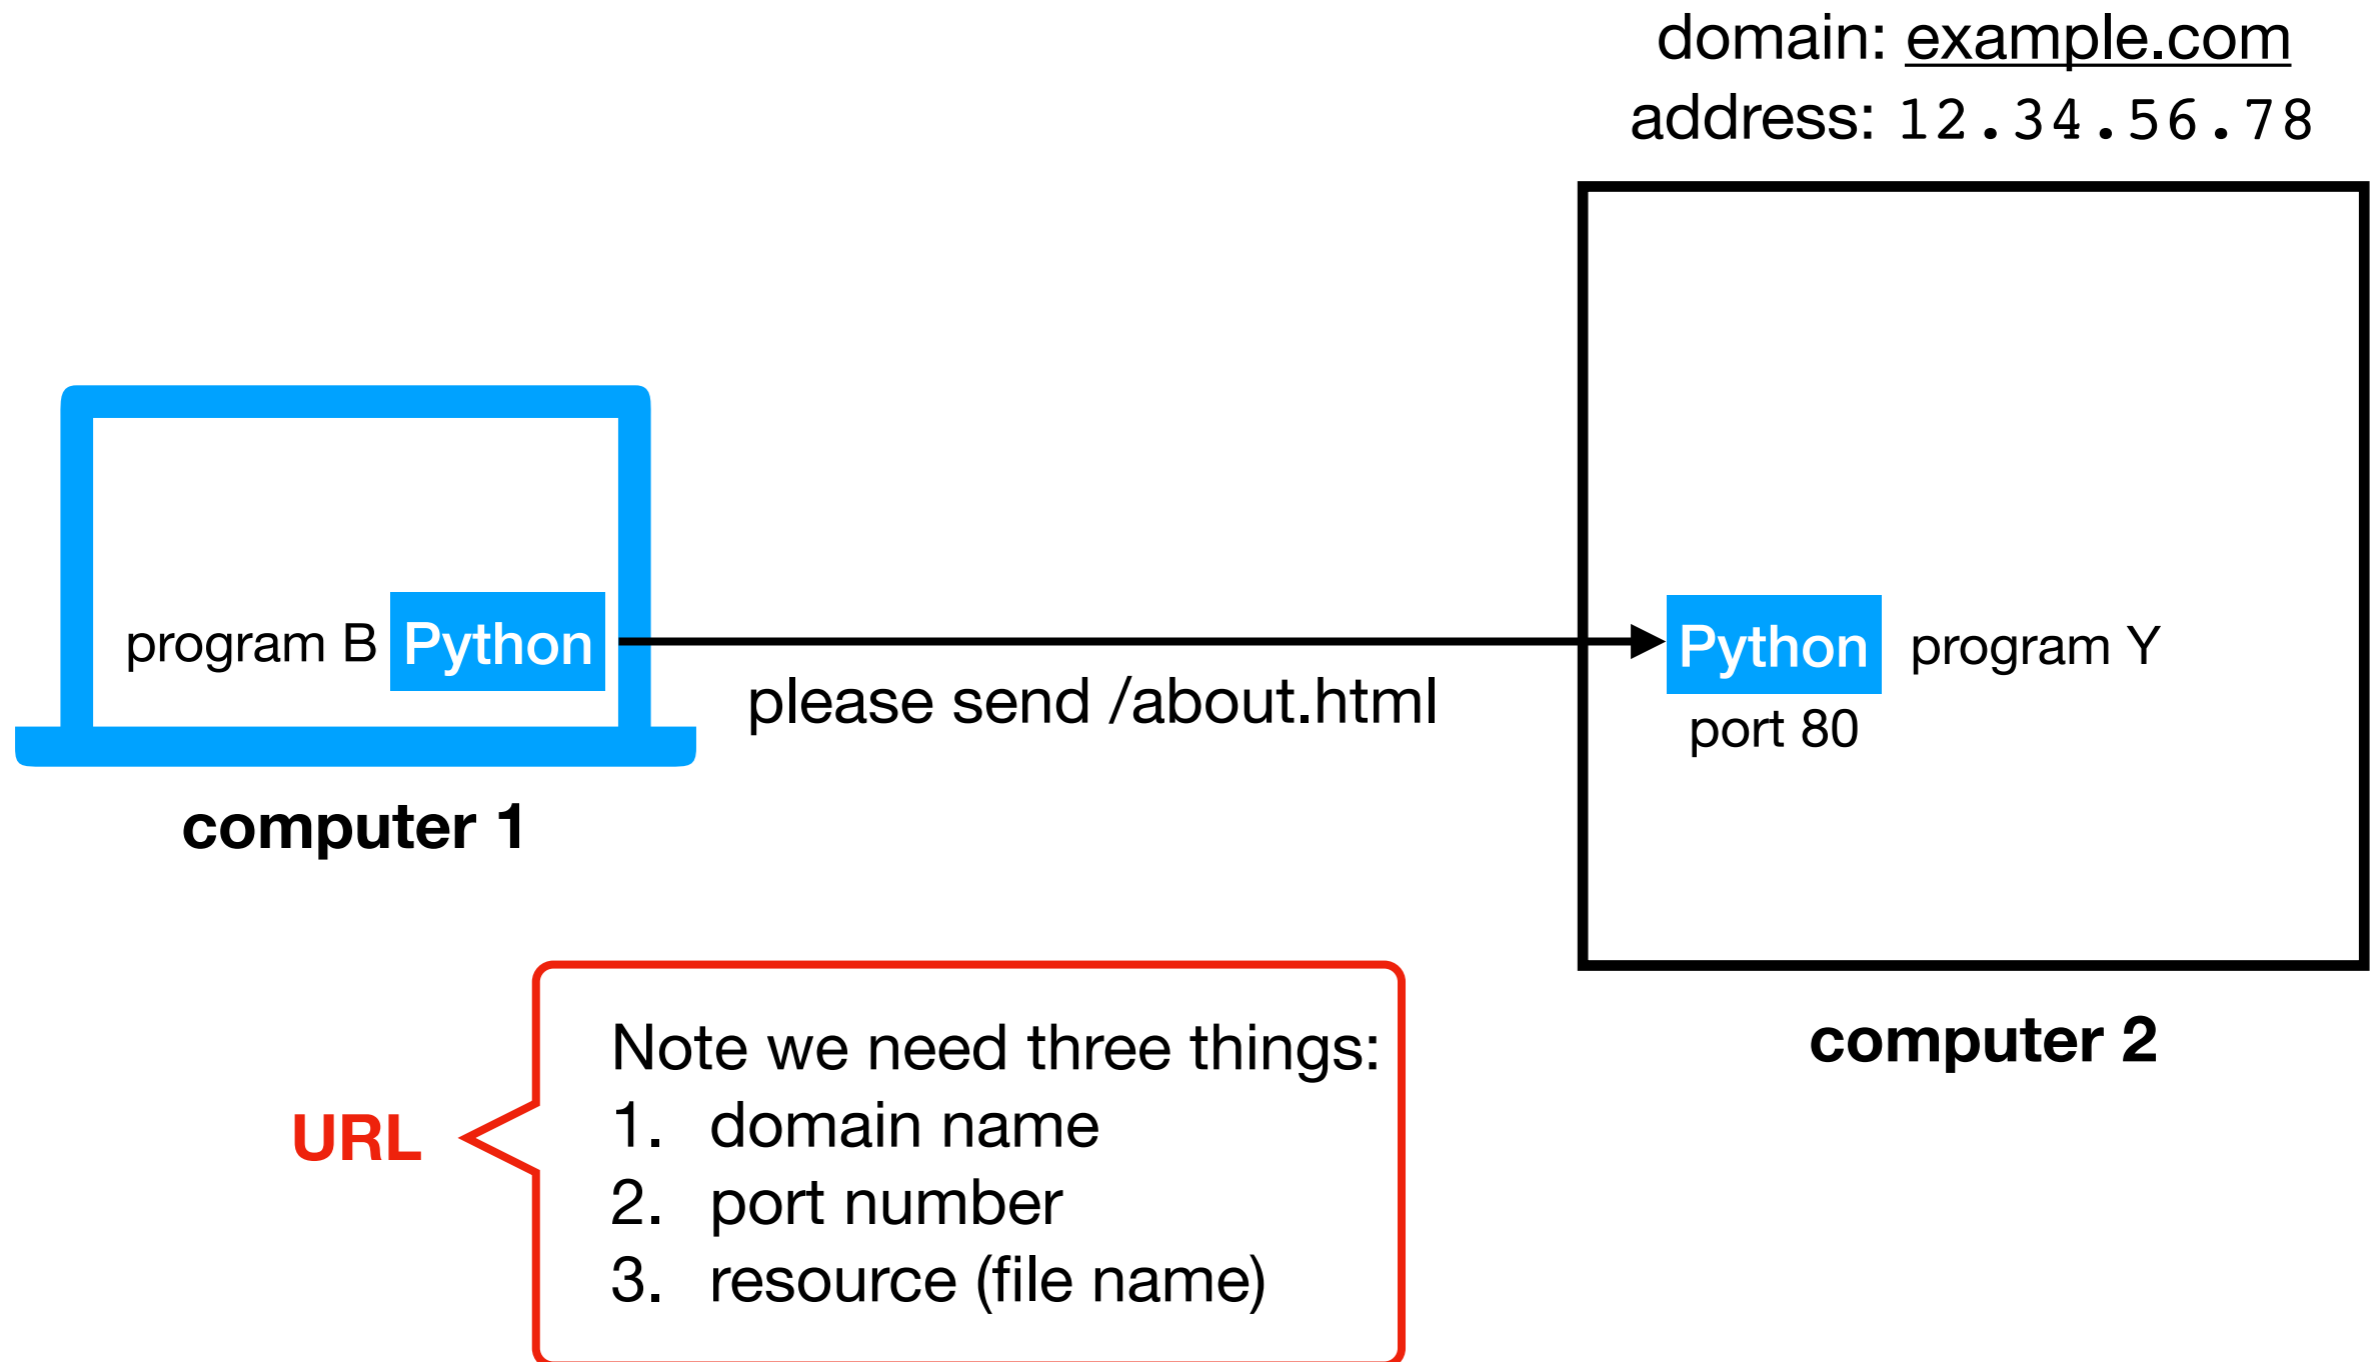 domain: example.com
address: 12.34.56.78
program B Python
Python program Y
please send /about.html
port 80
computer 1
computer 2
URL
Note we need three things:
1. domain name
2. port number
3. resource (file name)